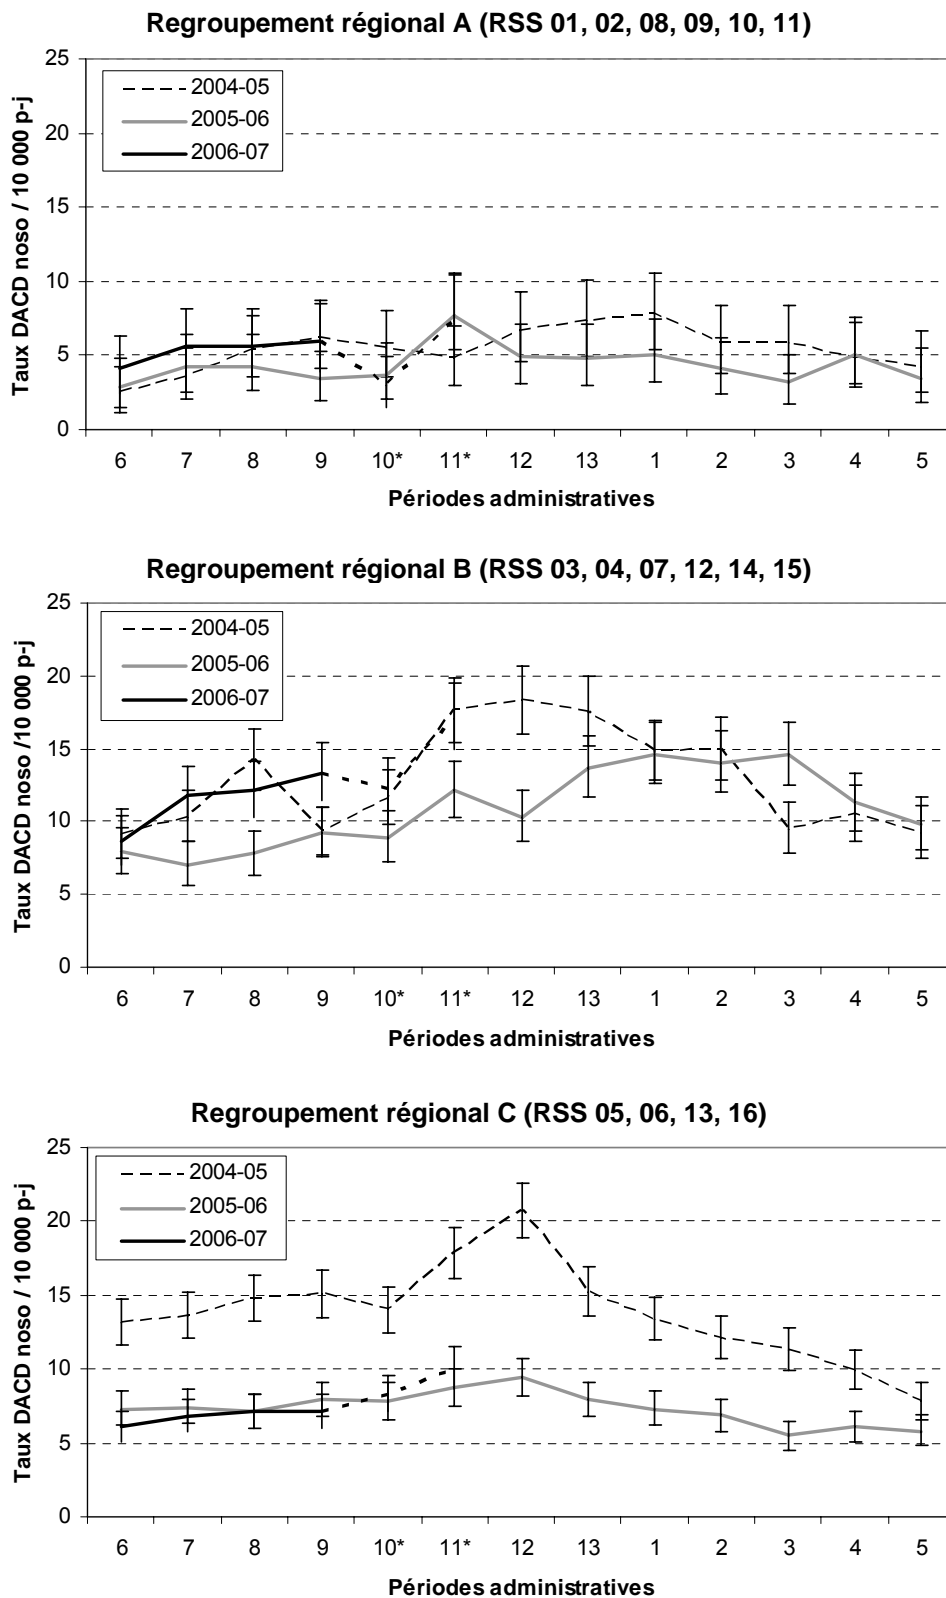 Regroupement régional A (RSS 01, 02, 08, 09, 10, 11)
Taux DACD noso / 10 000 p-j
25
20
15
10
5
0
2004-05
2005-06
2006-07
6 7 8 9 10* 11* 12 13 1 2 3 4 5
Périodes administratives
Regroupement régional B (RSS 03, 04, 07, 12, 14, 15)
Taux DACD noso /10 000 p-j
25
20
15
10
5
0
2004-05
2005-06
2006-07
6 7 8 9 10* 11* 12 13 1 2 3 4 5
Périodes administratives
Regroupement régional C (RSS 05, 06, 13, 16)
Taux DACD noso / 10 000 p-j
25
20
15
10
5
0
2004-05
2005-06
2006-07
6 7 8 9 10* 11* 12 13 1 2 3 4 5
Périodes administratives